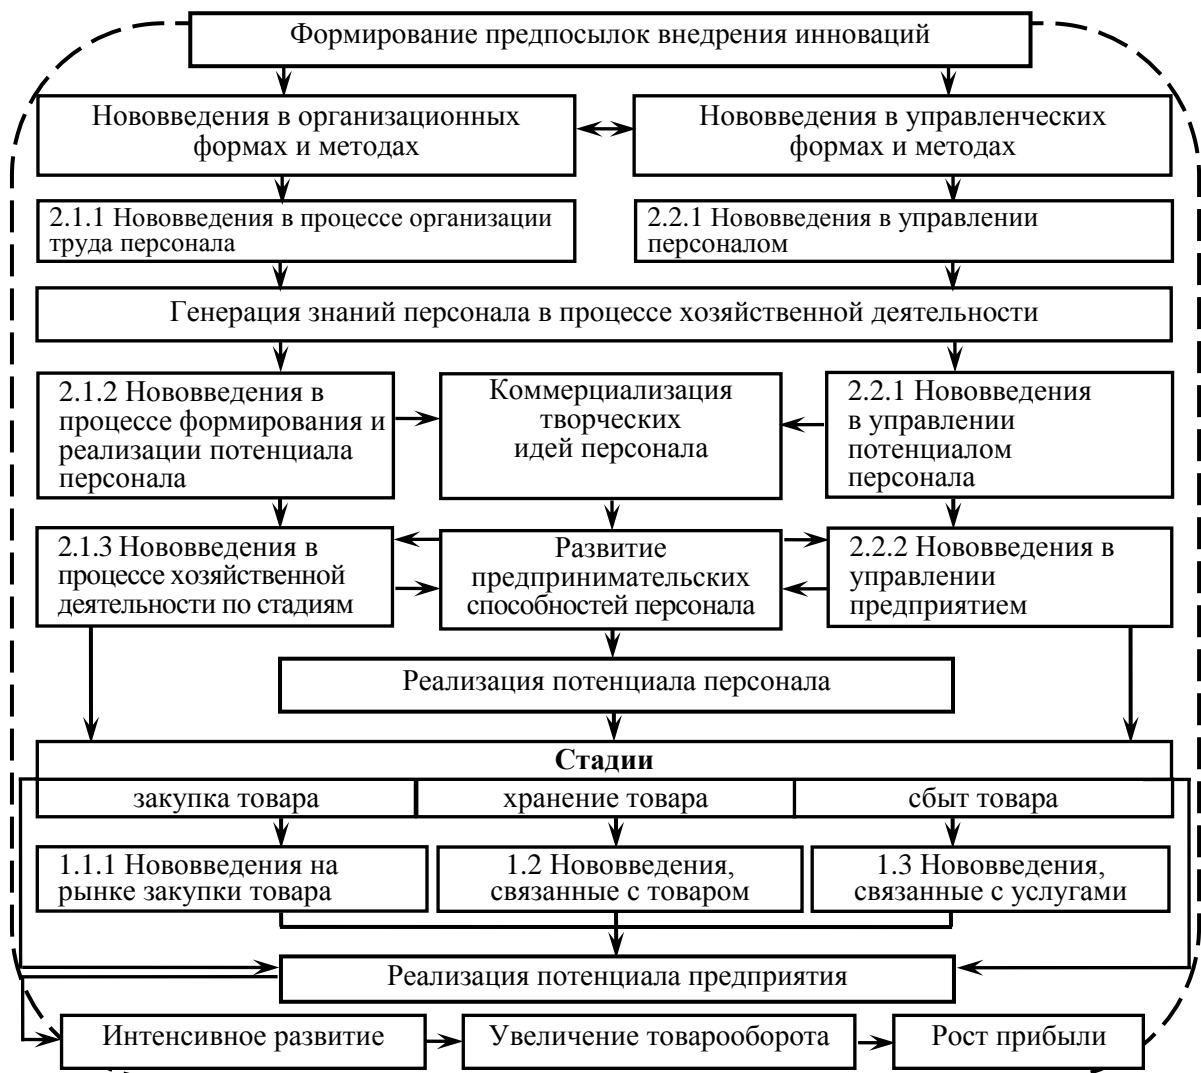 Формирование предпосылок внедрения инноваций
Нововведения в организационных
формах и методах
Нововведения в управленческих
формах и методах
2.1.1 Нововведения в процессе организации
труда персонала
2.2.1 Нововведения в управлении
персоналом
Генерация знаний персонала в процессе хозяйственной деятельности
2.1.2 Нововведения в
процессе формирования и
реализации потенциала
персонала
Коммерциализация
творческих
идей персонала
2.2.1 Нововведения
в управлении
потенциалом
персонала
2.1.3 Нововведения в
процессе хозяйственной
деятельности по стадиям
Развитие
предпринимательских
способностей персонала
2.2.2 Нововведения в
управлении
предприятием
Реализация потенциала персонала
Стадии
закупка товара
хранение товара
сбыт товара
1.1.1 Нововведения на
рынке закупки товара
1.2 Нововведения,
связанные с товаром
1.3 Нововведения,
связанные с услугами
Реализация потенциала предприятия
Интенсивное развитие
Увеличение товарооборота
Рост прибыли